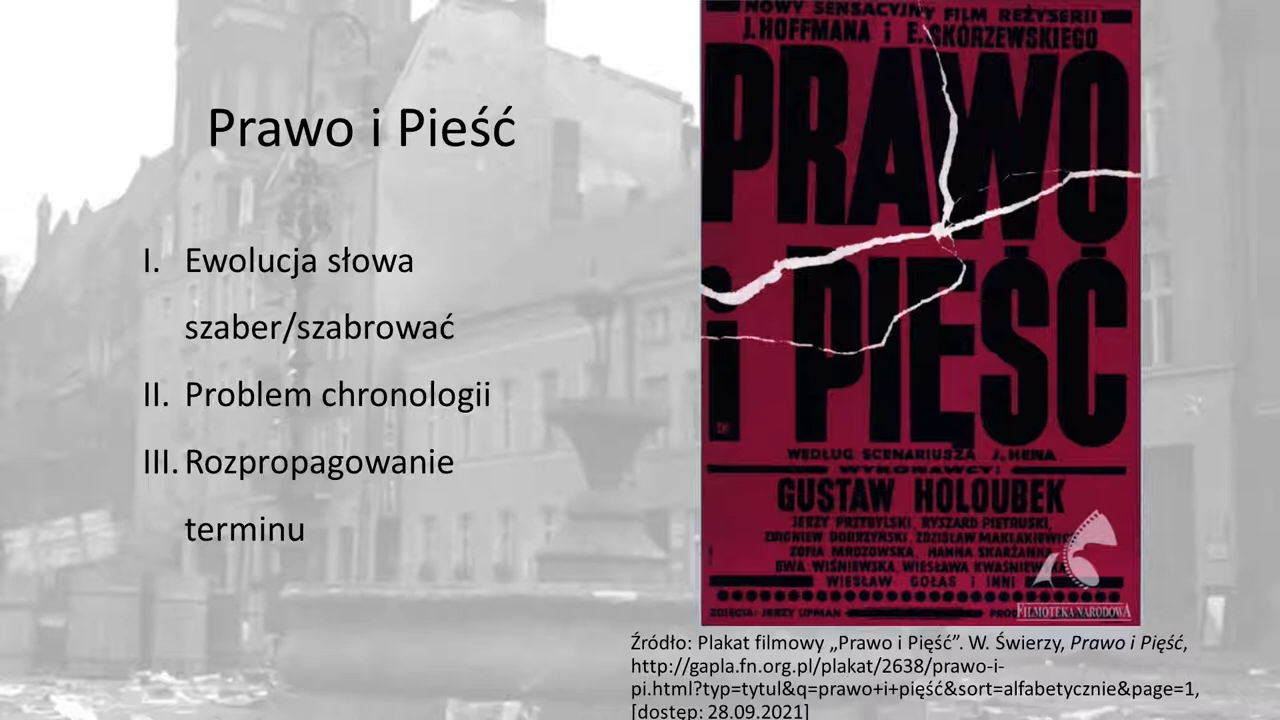 Prawo i Pieść
I. Ewolucja słowa
szaber/szabrować
II. Problem chronologii
III. Rozpropagowanie
terminu
NOWY SENSACYJNY FILM REŻYSERII
J. HOFFMANA i E. SKÓRZEWSKIEGO
PRAWO
i PIĘŚĆ
WEDŁUG SCENARIUSZA J. HENA
WYKONAWCY:
GUSTAW HOLOUBEK
JERZY PRZYBYLSKI, RYSZARD PIETRUSKI,
ZBIGNIEW DOBRZYŃSKI, ZDZISŁAW MAKLAKIEWICZ
ZOFIA MROZOWSKA, HANNA SKARŻANKA
EWA WIŚNIEWSKA, WIESŁAWA KWAŚNIEWSKA
WIESŁAW GOŁAS i INNI
ZDJĘCIA: JERZY LIPMAN
FILMOTEKA NARODOWA
Źródło: Plakat filmowy „Prawo i Pięść”. W. Świerzy, Prawo i Pięść,
http://gapla.fn.org.pl/plakat/2638/prawo-i-
pi.html?typ=tytul&q=prawo+i+pięść&sort=alfabetycznie&page=1,
[dostęp: 28.09.2021]